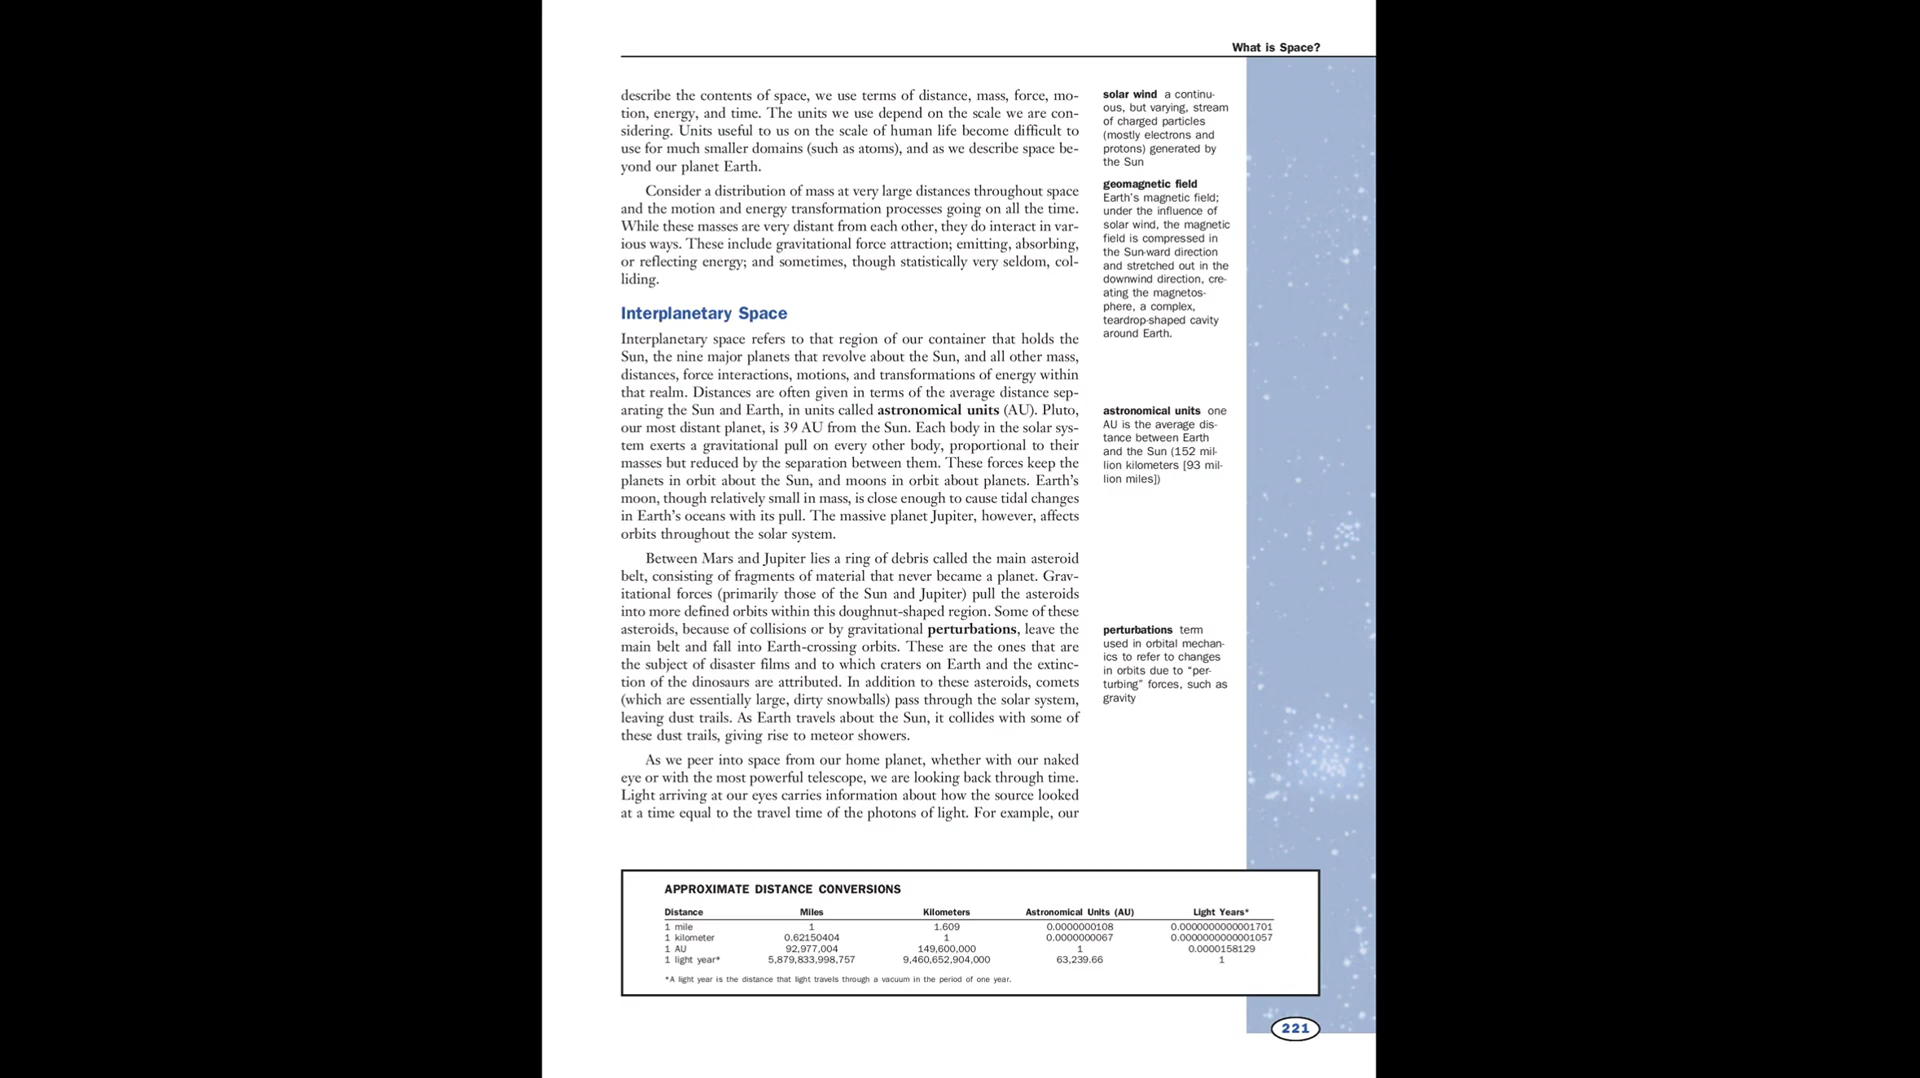 What is Space?
describe the contents of space, we use terms of distance, mass, force, mo-
tion, energy, and time. The units we use depend on the scale we are con-
sidering. Units useful to us on the scale of human life become difficult to
use for much smaller domains (such as atoms), and as we describe space be-
yond our planet Earth.
Consider a distribution of mass at very large distances throughout space
and the motion and energy transformation processes going on all the time.
While these masses are very distant from each other, they do interact in var-
ious ways. These include gravitational force attraction; emitting, absorbing,
or reflecting energy; and sometimes, though statistically very seldom, col-
liding.
Interplanetary Space
Interplanetary space refers to that region of our container that holds the
Sun, the nine major planets that revolve about the Sun, and all other mass,
distances, force interactions, motions, and transformations of energy within
that realm. Distances are often given in terms of the average distance sep-
arating the Sun and Earth, in units called astronomical units (AU). Pluto,
our most distant planet, is 39 AU from the Sun. Each body in the solar sys-
tem exerts a gravitational pull on every other body, proportional to their
masses but reduced by the separation between them. These forces keep the
planets in orbit about the Sun, and moons in orbit about planets. Earth's
moon, though relatively small in mass, is close enough to cause tidal changes
in Earth's oceans with its pull. The massive planet Jupiter, however, affects
orbits throughout the solar system.
Between Mars and Jupiter lies a ring of debris called the main asteroid
belt, consisting of fragments of material that never became a planet. Grav-
itational forces (primarily those of the Sun and Jupiter) pull the asteroids
into more defined orbits within this doughnut-shaped region. Some of these
asteroids, because of collisions or by gravitational perturbations, leave the
main belt and fall into Earth-crossing orbits. These are the ones that are
the subject of disaster films and to which craters on Earth and the extinc-
tion of the dinosaurs are attributed. In addition to these asteroids, comets
(which are essentially large, dirty snowballs) pass through the solar system,
leaving dust trails. As Earth travels about the Sun, it collides with some of
these dust trails, giving rise to meteor showers.
As we peer into space from our home planet, whether with our naked
eye or with the most powerful telescope, we are looking back through time.
Light arriving at our eyes carries information about how the source looked
at a time equal to the travel time of the photons of light. For example, our
solar wind a continu-
ous, but varying, stream
of charged particles
(mostly electrons and
protons) generated by
the Sun
geomagnetic field
Earth's magnetic field;
under the influence of
solar wind, the magnetic
field is compressed in
the Sun-ward direction
and stretched out in the
downwind direction, cre-
ating the magnetos-
phere, a complex,
teardrop-shaped cavity
around Earth.
astronomical units one
AU is the average dis-
tance between Earth
and the Sun (152 mil-
lion kilometers [93 mil-
lion miles])
perturbations term
used in orbital mechan-
ics to refer to changes
in orbits due to “per-
turbing” forces, such as
gravity
APPROXIMATE DISTANCE CONVERSIONS
Distance Miles Kilometers Astronomical Units (AU) Light Years*
1 mile 1 1.609 0.0000000108 0.0000000000001701
1 kilometer 0.62150404 1 0.0000000067 0.0000000000001057
1 AU 92,977,004 149,600,000 1 0.0000158129
1 light year* 5,879,833,998,757 9,460,652,904,000 63,239.66 1
*A light year is the distance that light travels through a vacuum in the period of one year.
221